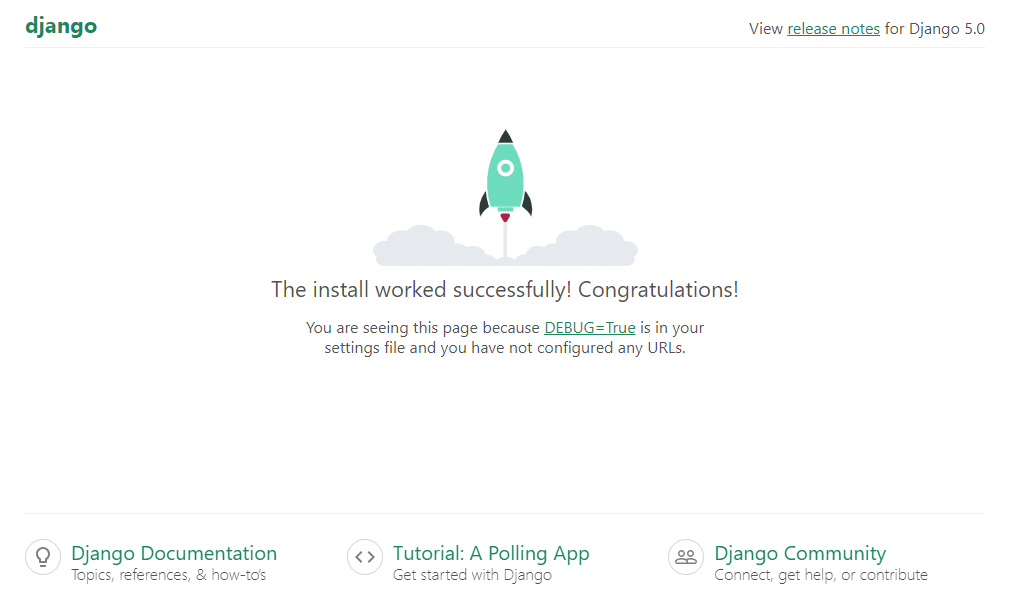 django
View release notes for Django 5.0
The install worked successfully! Congratulations!
You are seeing this page because DEBUG=True is in your
settings file and you have not configured any URLs.
Django Documentation
Topics, references, & how-to’s
Tutorial: A Polling App
Get started with Django
Django Community
Connect, get help, or contribute